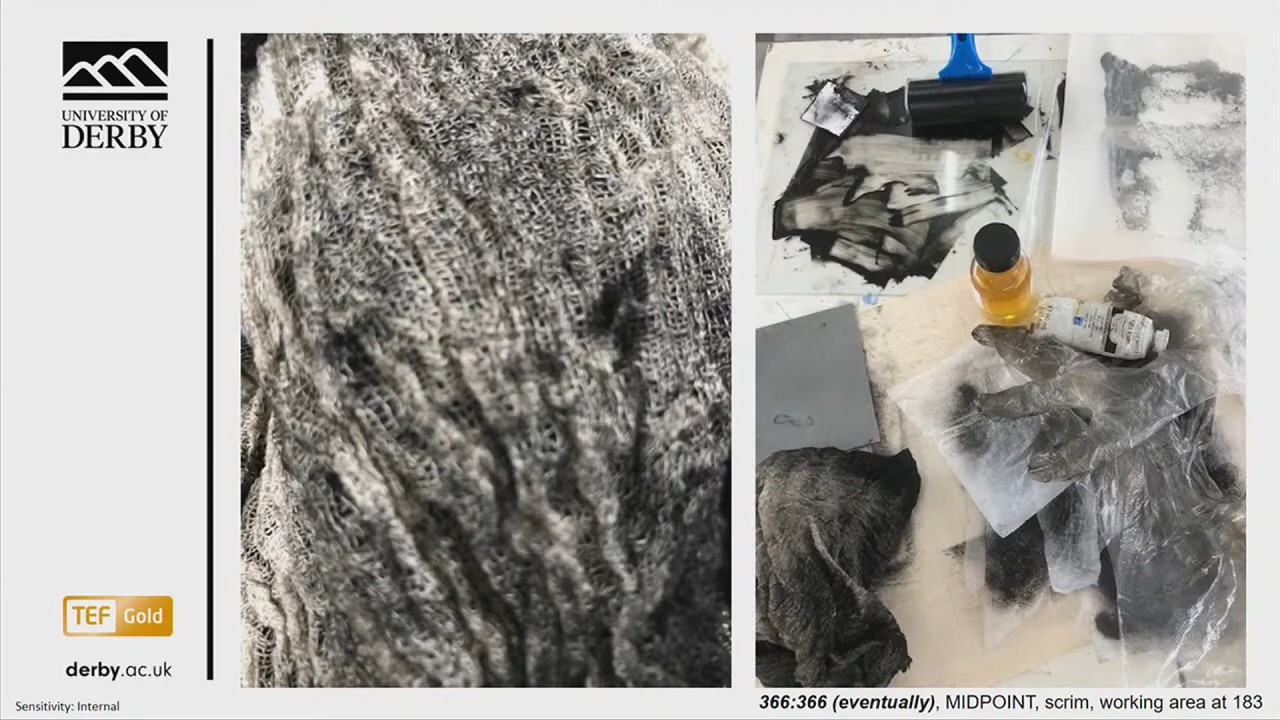 UNIVERSITY OF
DERBY
TEF Gold
derby.ac.uk
Sensitivity: Internal
366:366 (eventually), MIDPOINT, scrim, working area at 183